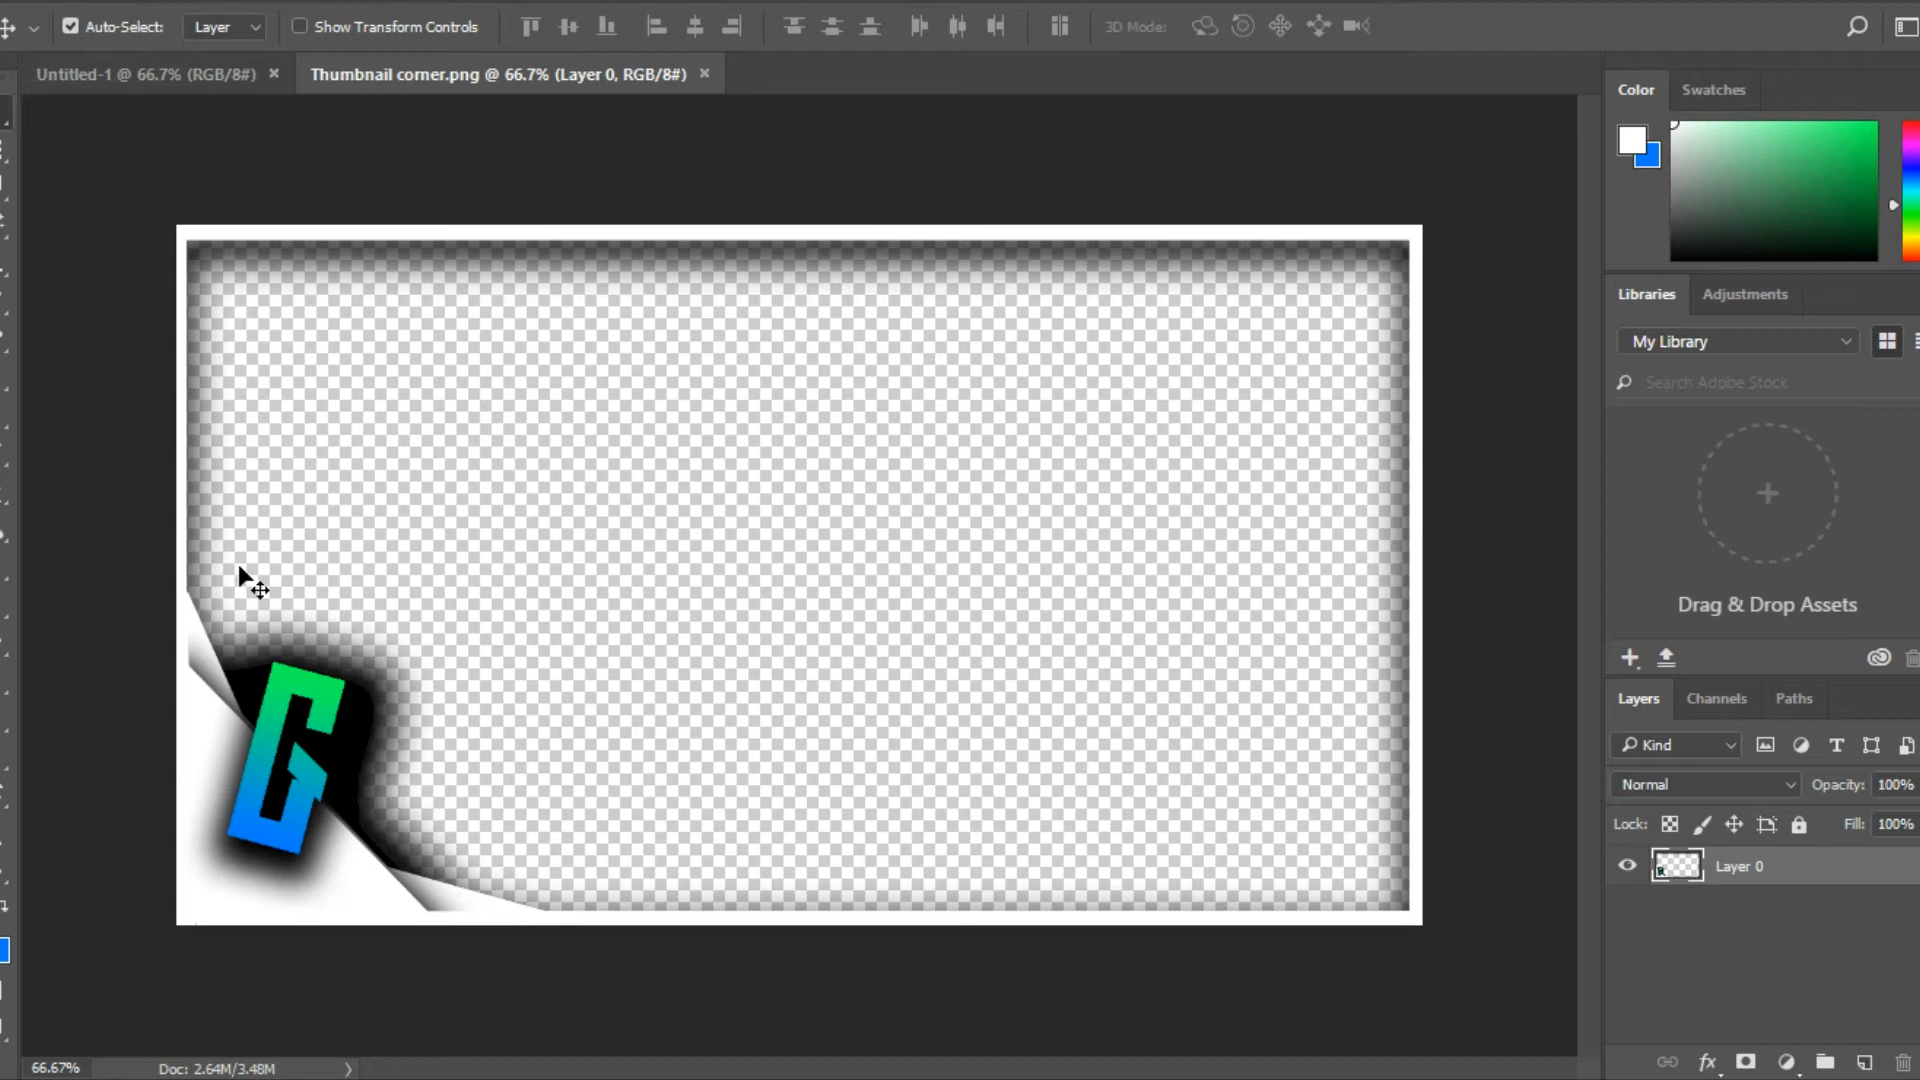 Auto-Select: Layer Show Transform Controls 3D Mode:
Untitled-1 @ 66.7% (RGB/8#) × Thumbnail corner.png @ 66.7% (Layer 0, RGB/8#) ×
Color Swatches
Libraries Adjustments
My Library
Search Adobe Stock
Drag & Drop Assets
Layers Channels Paths
Kind
Normal Opacity: 100%
Lock: Fill: 100%
Layer 0
G
66.67% Doc: 2.64M/3.48M
fx